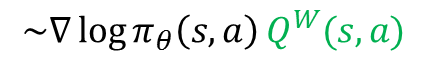 ~∇ log π_θ(s, a) Q^W(s, a)